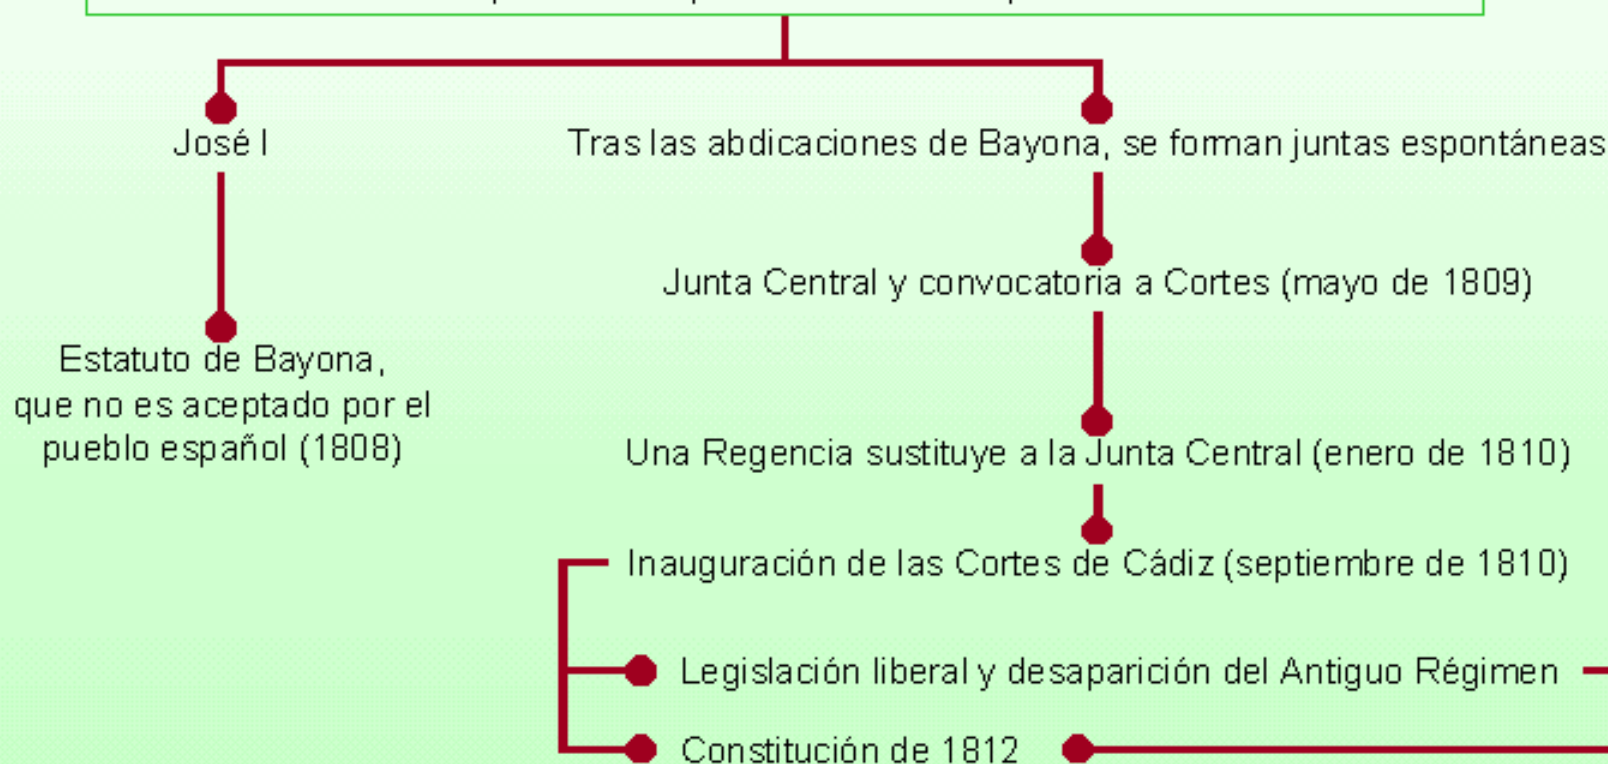 José I
Tras las abdicaciones de Bayona, se forman juntas espontáneas
Junta Central y convocatoria a Cortes (mayo de 1809)
Estatuto de Bayona,
que no es aceptado por el
pueblo español (1808)
Una Regencia sustituye a la Junta Central (enero de 1810)
Inauguración de las Cortes de Cádiz (septiembre de 1810)
Legislación liberal y desaparición del Antiguo Régimen
Constitución de 1812